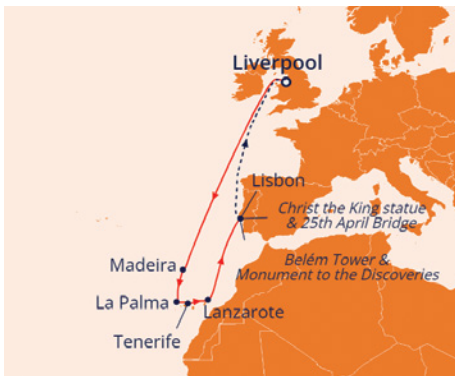 Liverpool
Lisbon
Christ the King statue
& 25th April Bridge
Belém Tower &
Monument to the Discoveries
Madeira
La Palma
Lanzarote
Tenerife